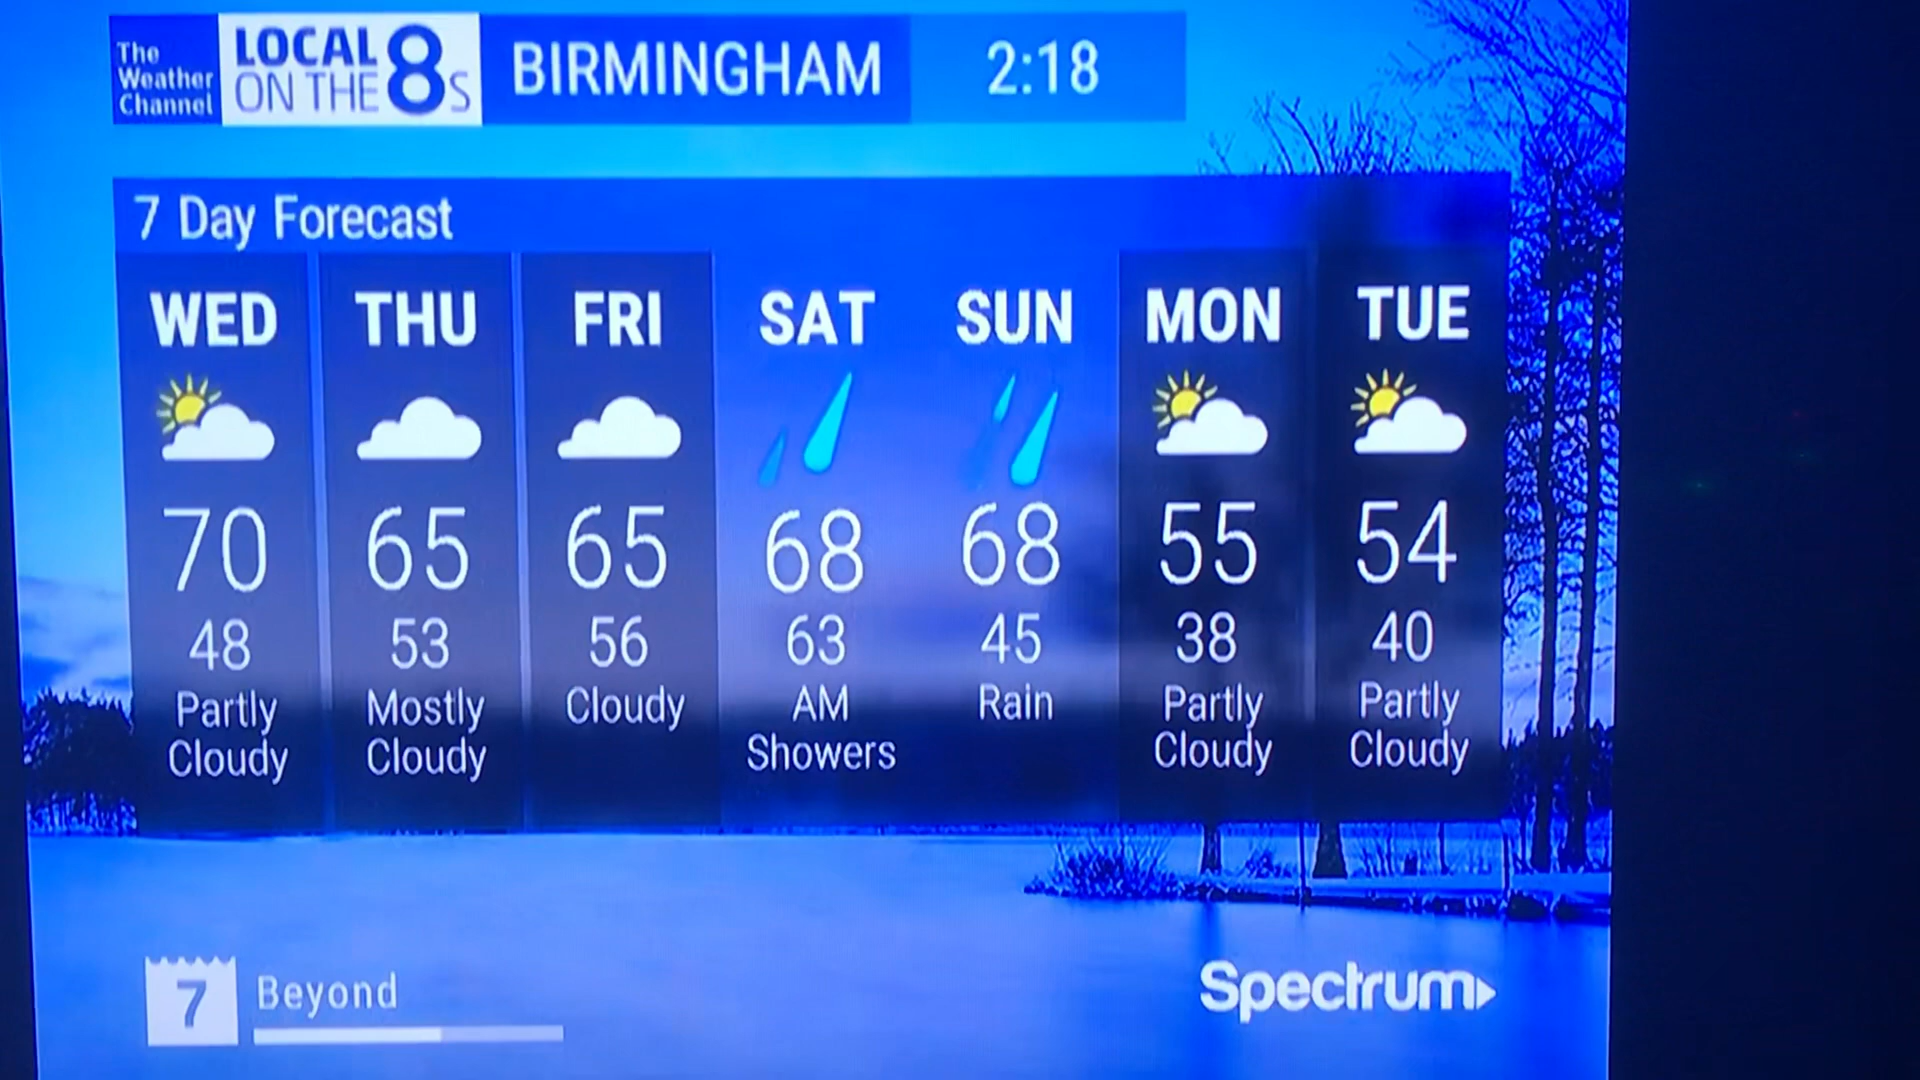 The
Weather
Channel
LOCAL
ON THE 8s
BIRMINGHAM
2:18
7 Day Forecast
WED THU FRI SAT SUN MON TUE
70 65 65 68 68 55 54
48 53 56 63 45 38 40
Partly Mostly Cloudy AM Rain Partly Partly
Cloudy Cloudy Showers Cloudy Cloudy
7 Beyond
Spectrum